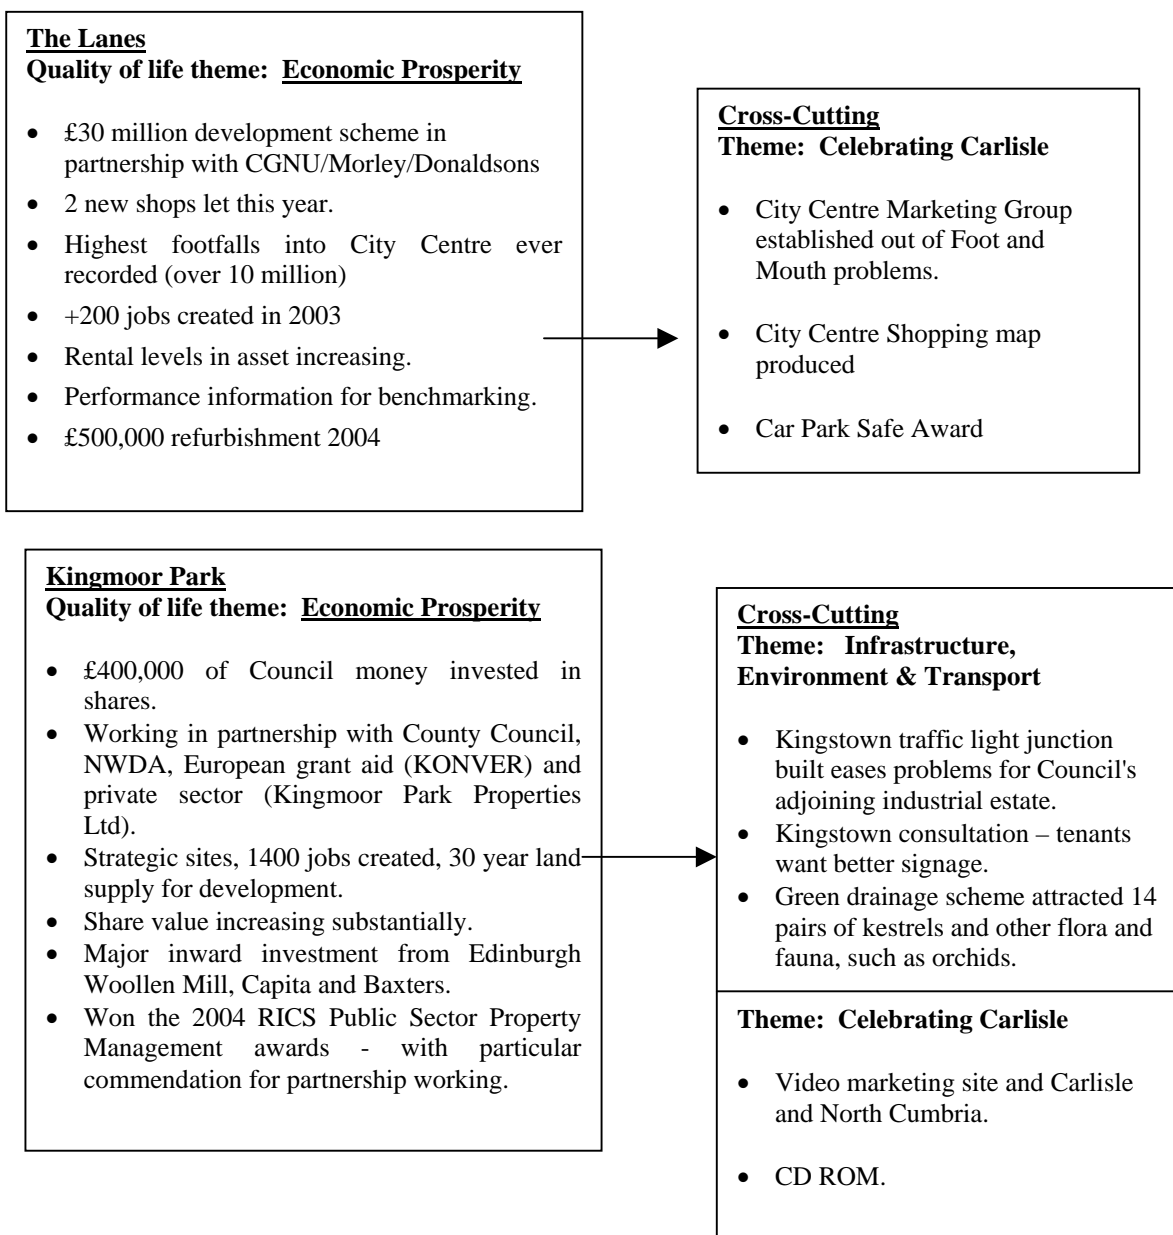 The Lanes
Quality of life theme:  Economic Prosperity
• £30 million development scheme in
partnership with CGNU/Morley/Donaldsons
• 2 new shops let this year.
• Highest footfalls into City Centre ever
recorded (over 10 million)
• +200 jobs created in 2003
• Rental levels in asset increasing.
• Performance information for benchmarking.
• £500,000 refurbishment 2004
Cross-Cutting
Theme:  Celebrating Carlisle
• City Centre Marketing Group
established out of Foot and
Mouth problems.
• City Centre Shopping map
produced
• Car Park Safe Award
Kingmoor Park
Quality of life theme:  Economic Prosperity
• £400,000 of Council money invested in
shares.
• Working in partnership with County Council,
NWDA, European grant aid (KONVER) and
private sector (Kingmoor Park Properties
Ltd).
• Strategic sites, 1400 jobs created, 30 year land
supply for development.
• Share value increasing substantially.
• Major inward investment from Edinburgh
Woollen Mill, Capita and Baxters.
• Won the 2004 RICS Public Sector Property
Management awards - with particular
commendation for partnership working.
Cross-Cutting
Theme:  Infrastructure,
Environment & Transport
• Kingstown traffic light junction
built eases problems for Council's
adjoining industrial estate.
• Kingstown consultation – tenants
want better signage.
• Green drainage scheme attracted 14
pairs of kestrels and other flora and
fauna, such as orchids.
Theme:  Celebrating Carlisle
• Video marketing site and Carlisle
and North Cumbria.
• CD ROM.